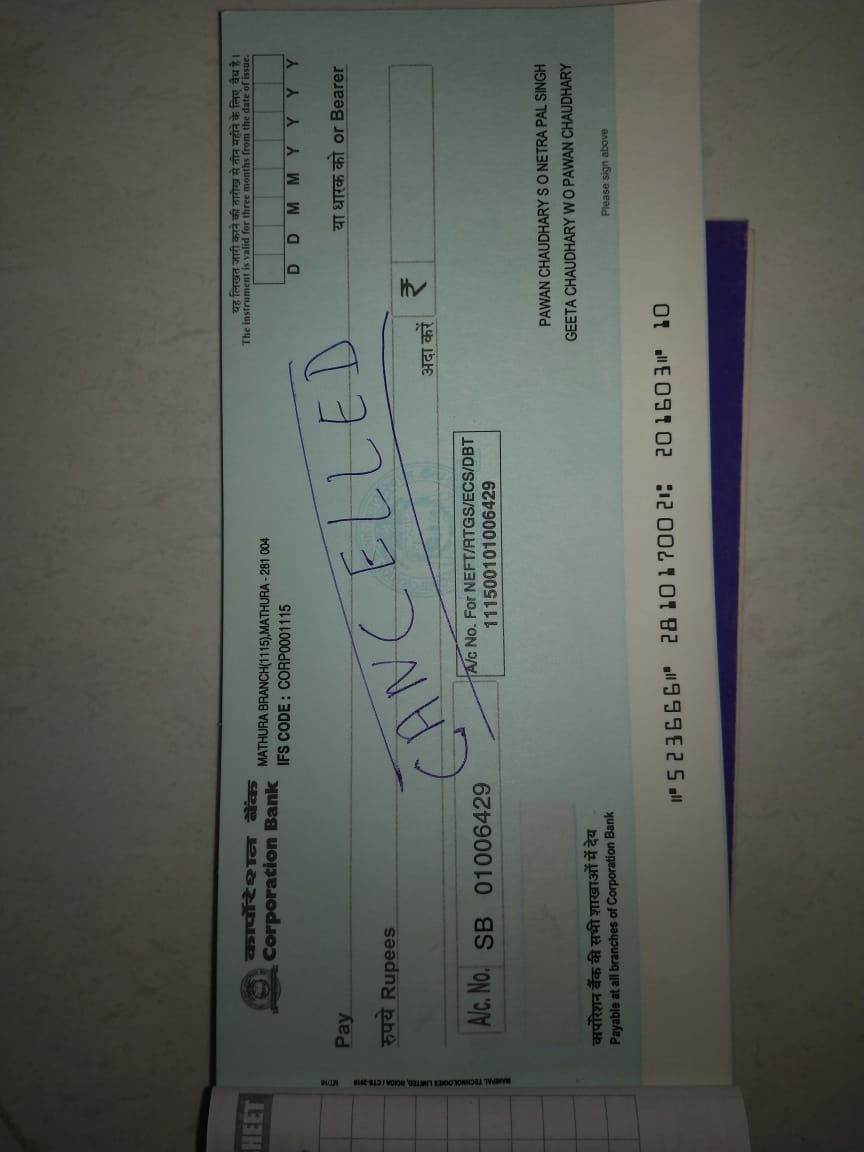 कार्पोरेशन बैंक
Corporation Bank
MATHURA BRANCH(1115),MATHURA - 281 004
IFS CODE : CORP0001115
यह लिखत जारी करने की तारीख से तीन महीने के लिए वैध है।
The instrument is valid for three months from the date of issue.
D D M M Y Y Y Y
Pay
या धारक को or Bearer
रुपये Rupees
अदा करें
₹
CANCELLED
A/c. No. SB 01006429
A/c No. For NEFT/RTGS/ECS/DBT
111500101006429
PAWAN CHAUDHARY S O NETRA PAL SINGH
GEETA CHAUDHARY W O PAWAN CHAUDHARY
कार्पोरेशन बैंक की सभी शाखाओं में देय
Payable at all branches of Corporation Bank
Please sign above
⑈523666⑈ 281017002⑆ 201603⑈ 10
MANIPAL TECHNOLOGIES LIMITED, NOIDA / CTS-2010
HEET